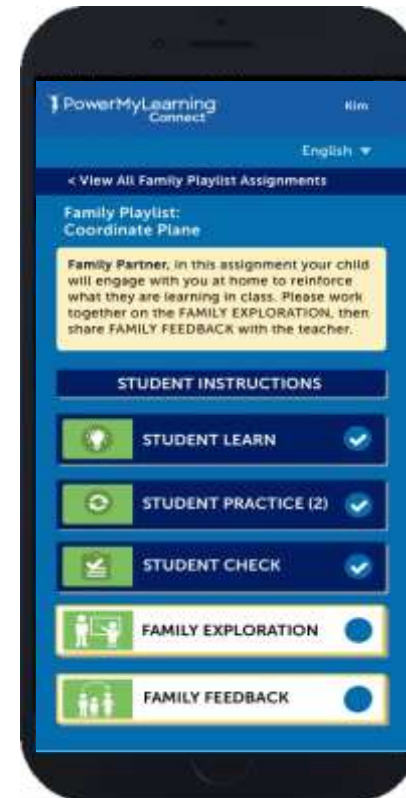 PowerMyLearning
Connect
Kim
English
< View All Family Playlist Assignments
Family Playlist:
Coordinate Plane
Family Partner, in this assignment your child
will engage with you at home to reinforce
what they are learning in class. Please work
together on the FAMILY EXPLORATION, then
share FAMILY FEEDBACK with the teacher.
STUDENT INSTRUCTIONS
STUDENT LEARN
STUDENT PRACTICE (2)
STUDENT CHECK
FAMILY EXPLORATION
FAMILY FEEDBACK